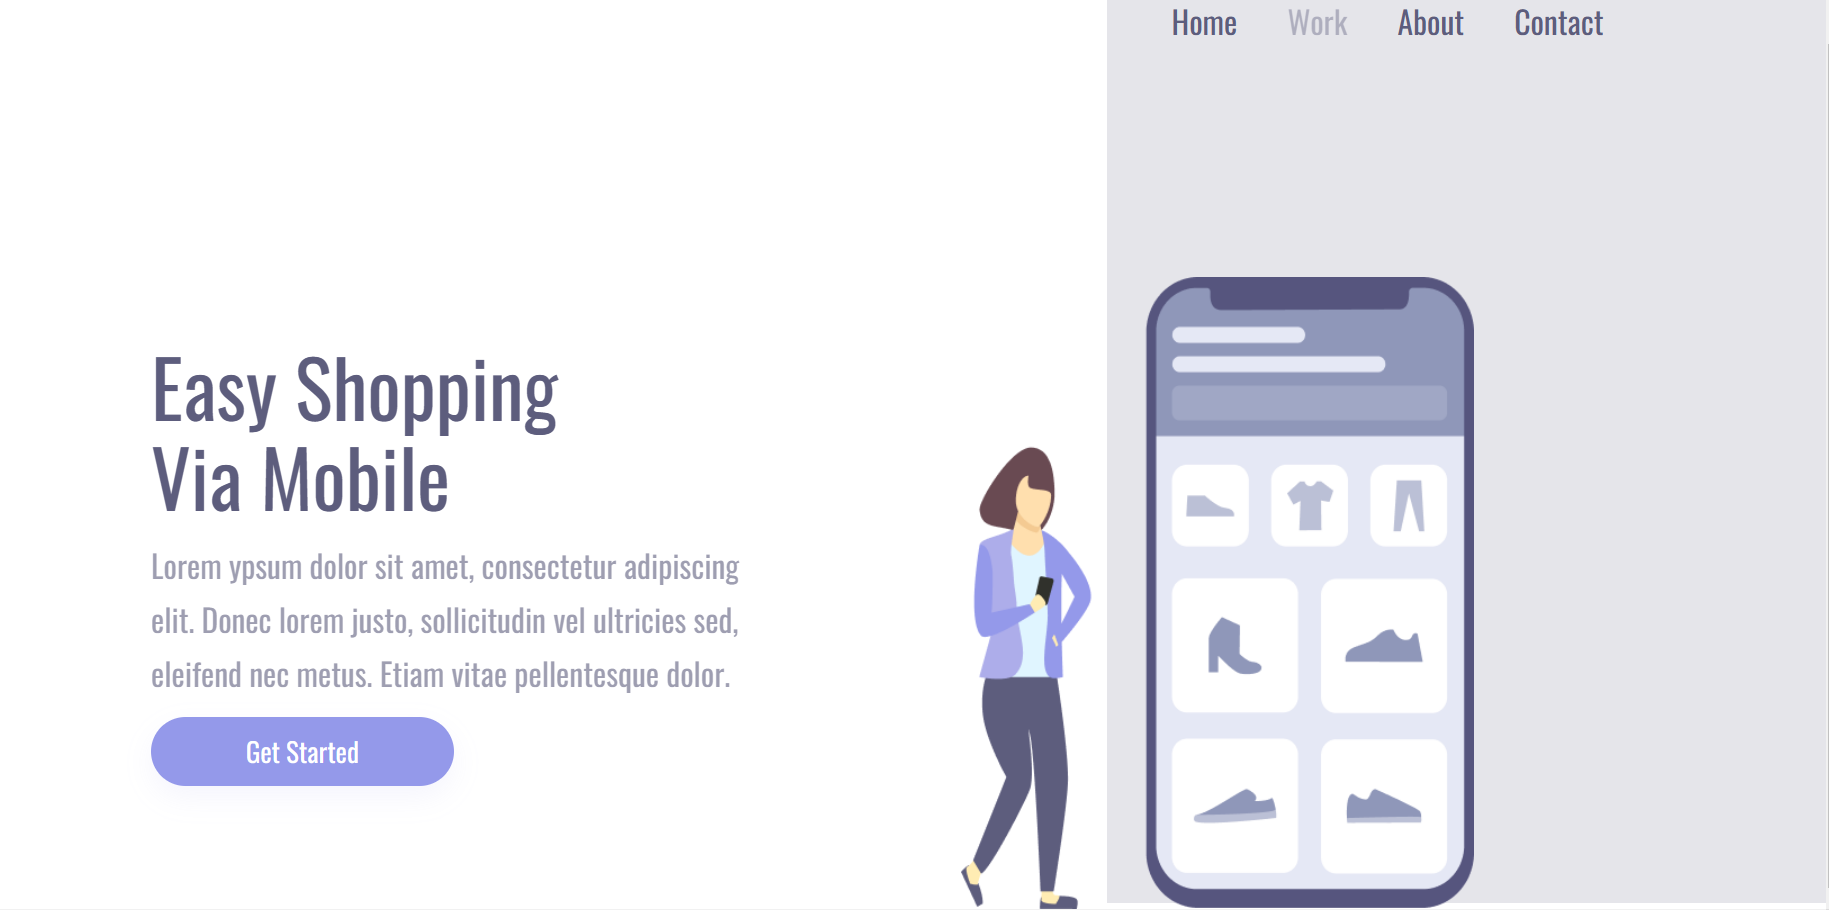 Home Work About Contact
Easy Shopping
Via Mobile
Lorem ypsum dolor sit amet, consectetur adipiscing
elit. Donec lorem justo, sollicitudin vel ultricies sed,
eleifend nec metus. Etiam vitae pellentesque dolor.
Get Started